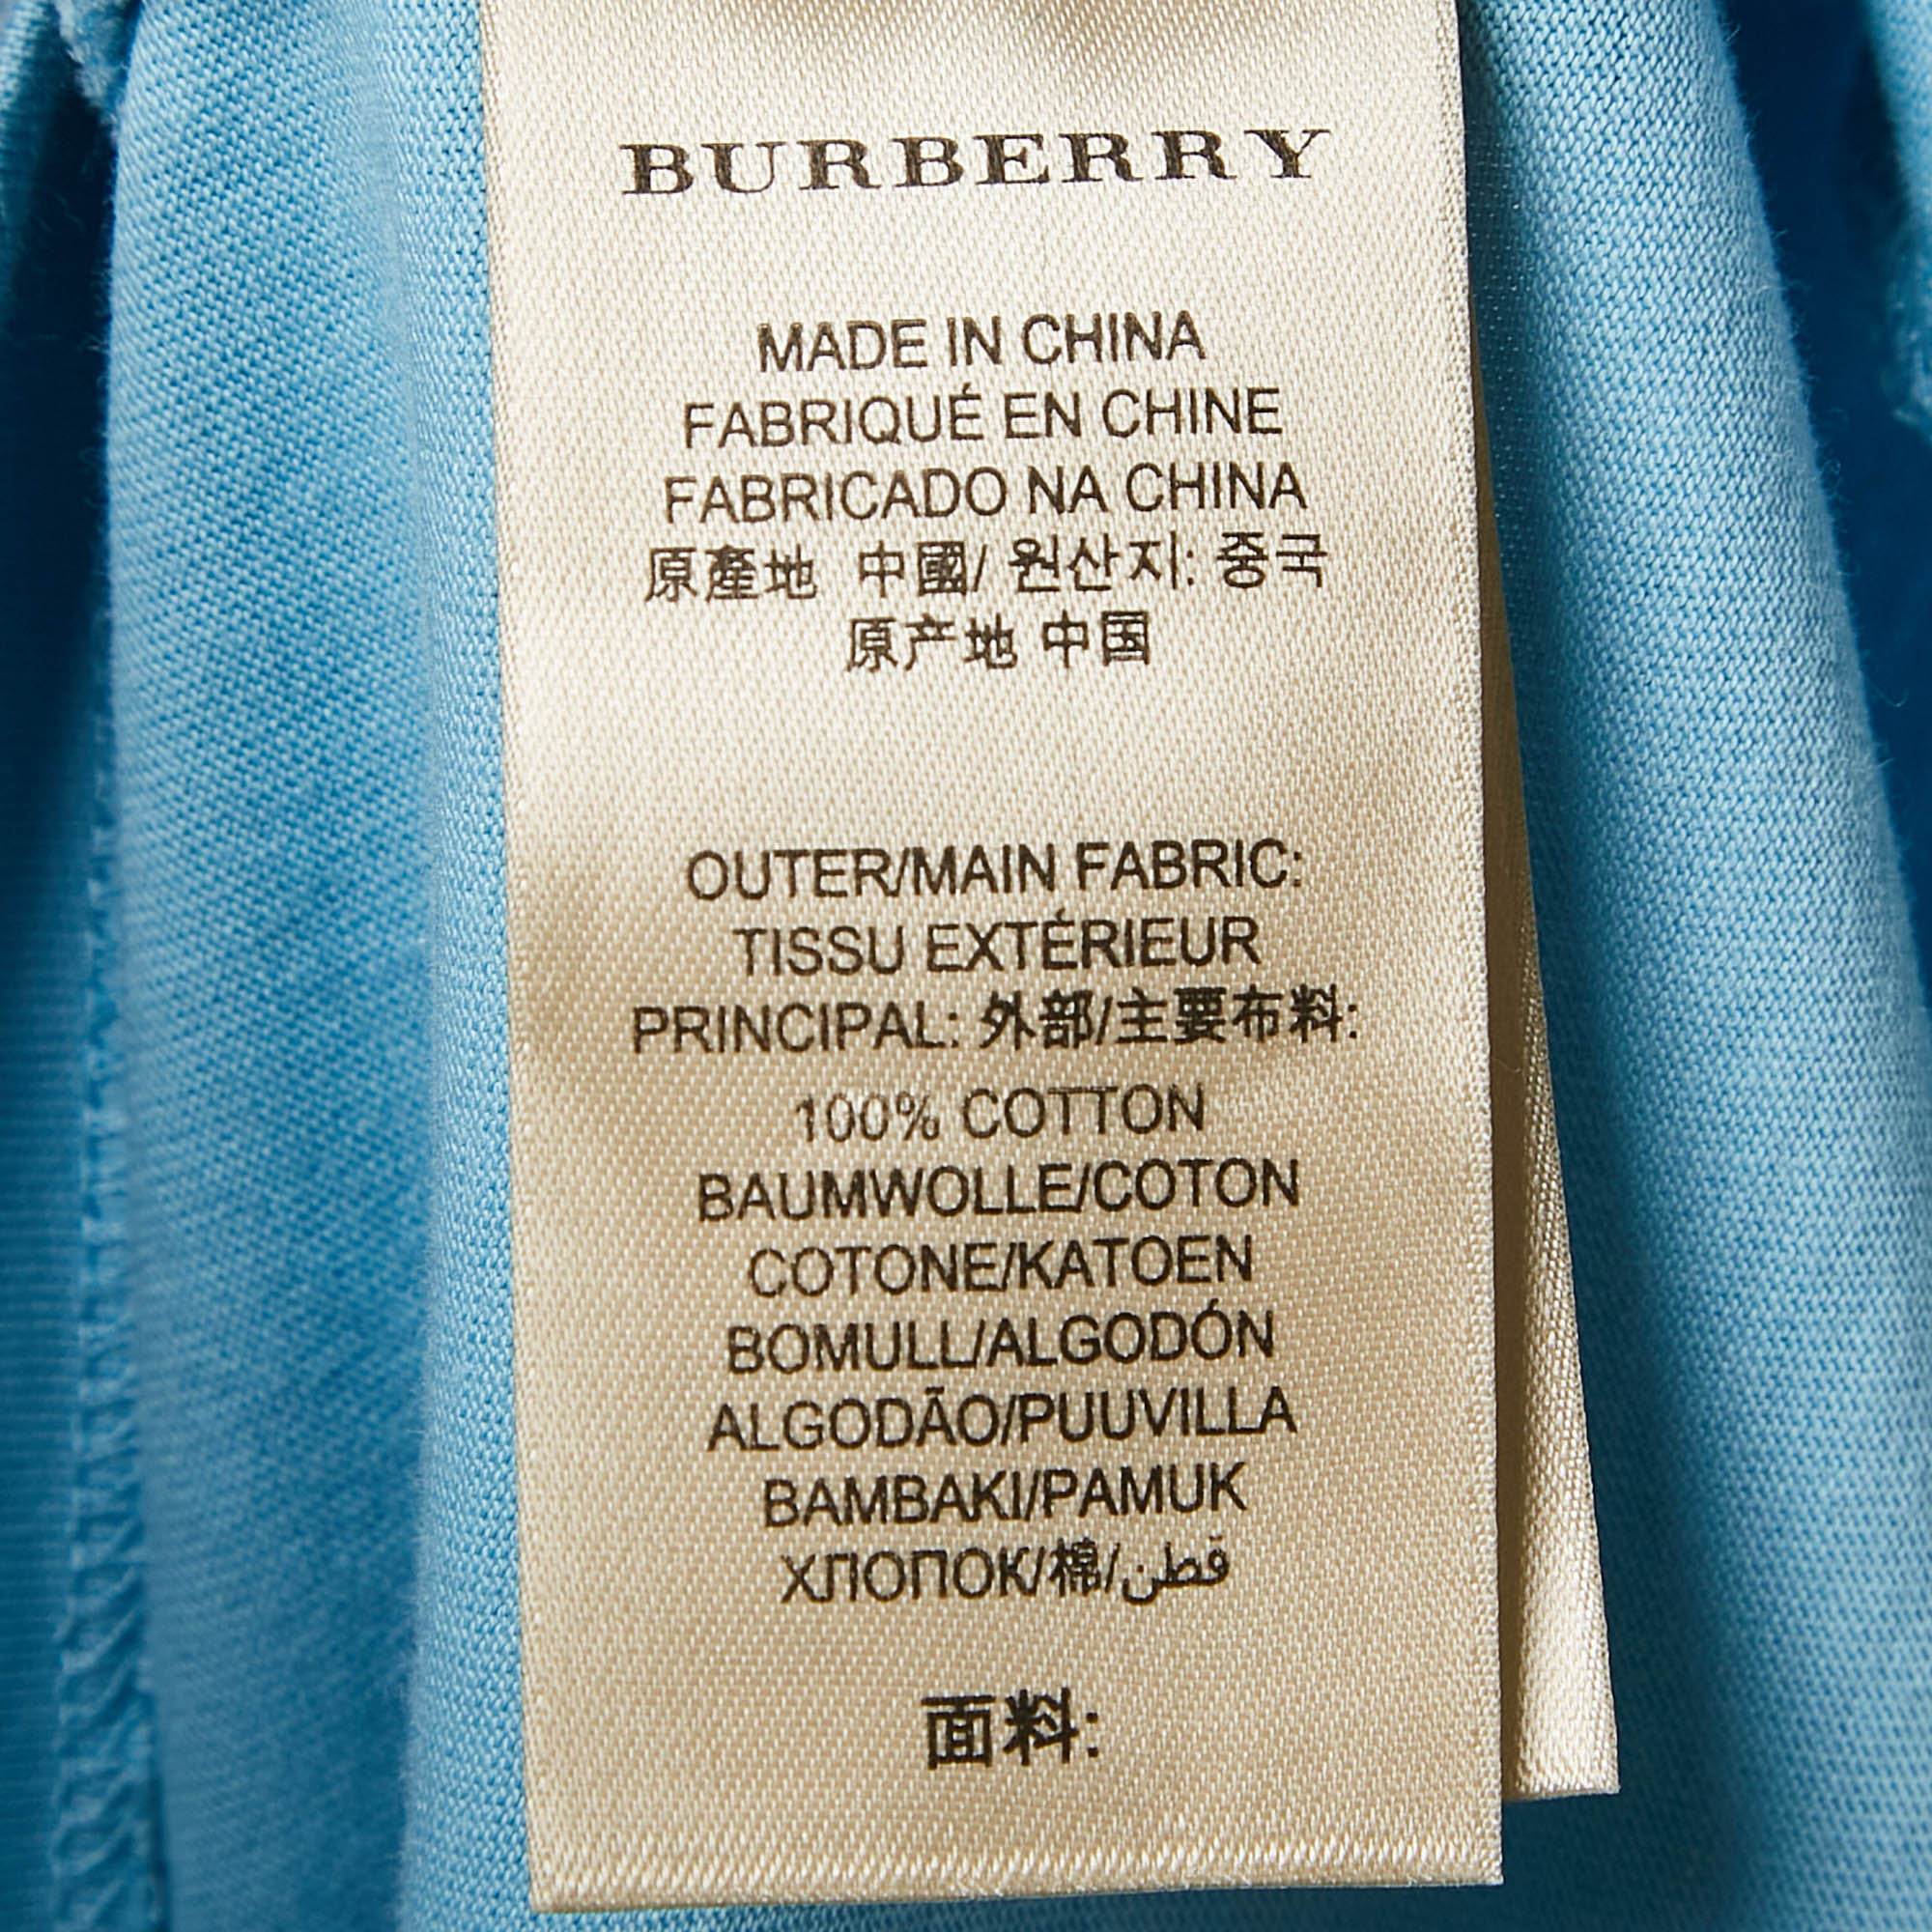 BURBERRY
MADE IN CHINA
FABRIQUÉ EN CHINE
FABRICADO NA CHINA
原產地 中國/ 원산지: 중국
原产地 中国
OUTER/MAIN FABRIC:
TISSU EXTÉRIEUR
PRINCIPAL: 外部/主要布料:
100% COTTON
BAUMWOLLE/COTON
COTONE/KATOEN
BOMULL/ALGODÓN
ALGODÃO/PUUVILLA
BAMBAKI/PAMUK
ХЛОПОК/棉/قطن
面料: